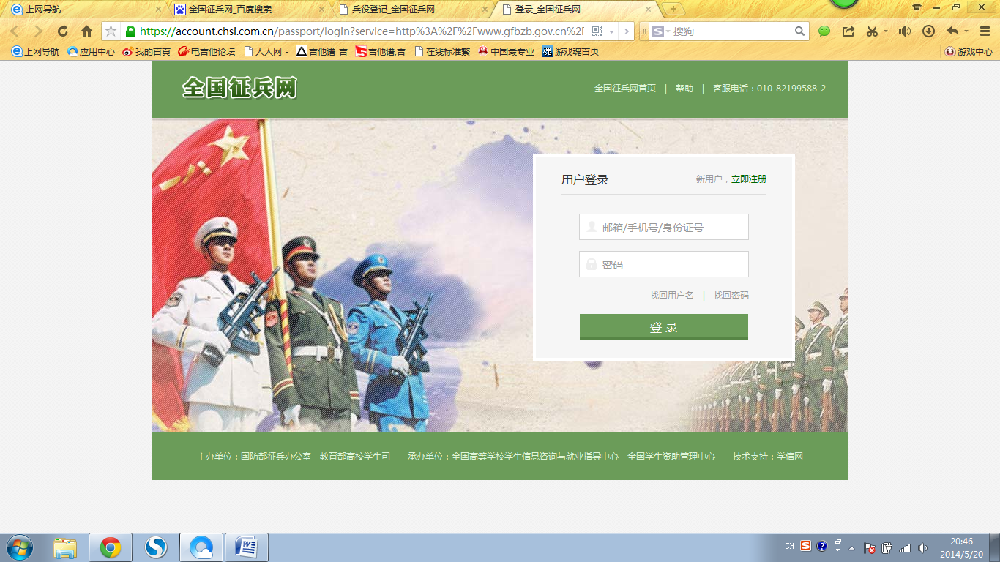 上网导航 全国征兵网_百度搜索 兵役登记_全国征兵网 登录_全国征兵网
https://account.chsi.com.cn/passport/login?service=http%3A%2F%2Fwww.gfbzb.gov.cn%2F 搜狗
上网导航 应用中心 我的首頁 电吉他论坛 人人网 - 吉他谱_吉 吉他谱,吉 在线标准繁 中国最专业 游戏魂首页 游戏中心
全国征兵网
全国征兵网首页 | 帮助 | 客服电话：010-82199588-2
用户登录 新用户，立即注册
邮箱/手机号/身份证号
密码
找回用户名 | 找回密码
登 录
主办单位：国防部征兵办公室 教育部高校学生司 承办单位：全国高等学校学生信息咨询与就业指导中心 全国学生资助管理中心 技术支持：学信网
CH 20:46
2014/5/20